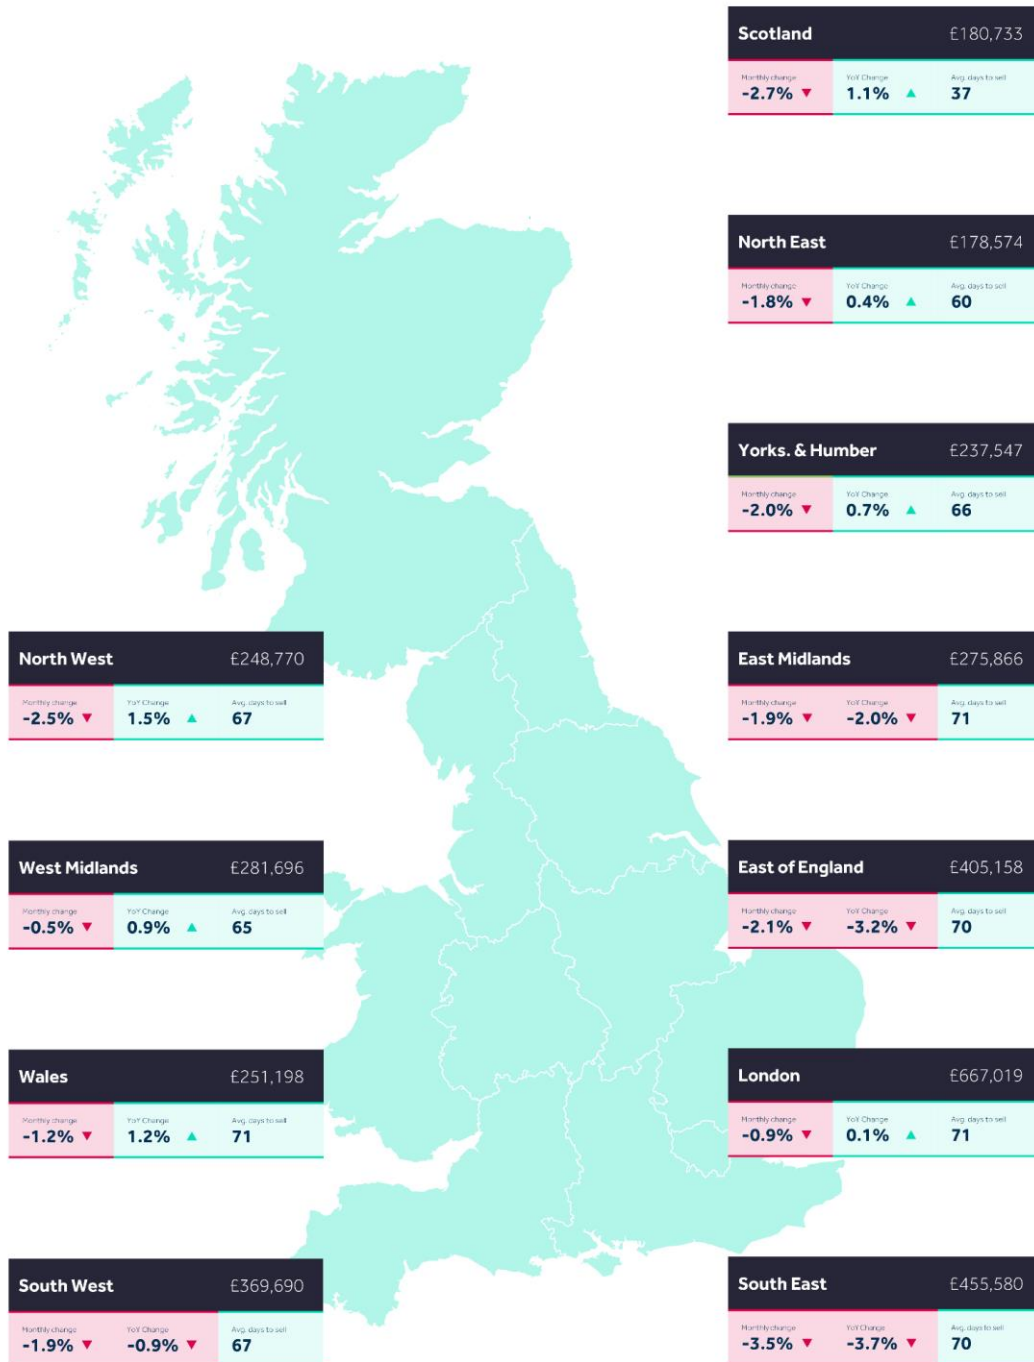 Scotland £180,733
Monthly change YoY Change Avg. days to sell
-2.7% ▼ 1.1% ▲ 37
North East £178,574
Monthly change YoY Change Avg. days to sell
-1.8% ▼ 0.4% ▲ 60
Yorks. & Humber £237,547
Monthly change YoY Change Avg. days to sell
-2.0% ▼ 0.7% ▲ 66
North West £248,770
Monthly change YoY Change Avg. days to sell
-2.5% ▼ 1.5% ▲ 67
East Midlands £275,866
Monthly change YoY Change Avg. days to sell
-1.9% ▼ -2.0% ▼ 71
West Midlands £281,696
Monthly change YoY Change Avg. days to sell
-0.5% ▼ 0.9% ▲ 65
East of England £405,158
Monthly change YoY Change Avg. days to sell
-2.1% ▼ -3.2% ▼ 70
Wales £251,198
Monthly change YoY Change Avg. days to sell
-1.2% ▼ 1.2% ▲ 71
London £667,019
Monthly change YoY Change Avg. days to sell
-0.9% ▼ 0.1% ▲ 71
South West £369,690
Monthly change YoY Change Avg. days to sell
-1.9% ▼ -0.9% ▼ 67
South East £455,580
Monthly change YoY Change Avg. days to sell
-3.5% ▼ -3.7% ▼ 70